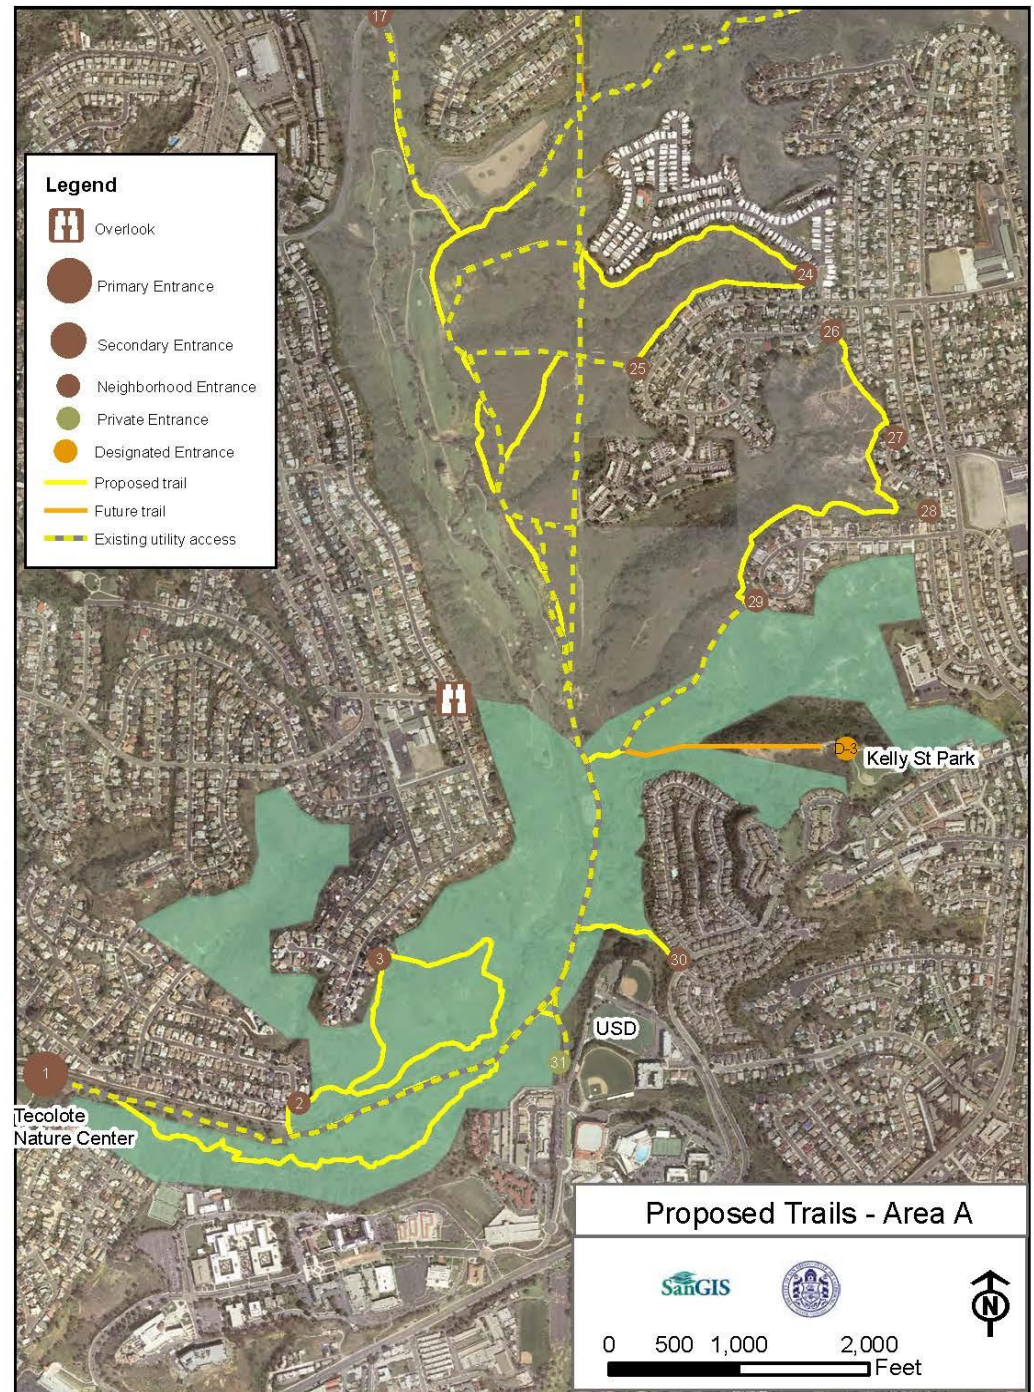 17
Legend
Overlook
Primary Entrance
Secondary Entrance
Neighborhood Entrance
Private Entrance
Designated Entrance
Proposed trail
Future trail
Existing utility access
24
25
26
27
28
29
D-3
Kelly St Park
3
30
USD
31
1
2
Tecolote
Nature Center
Proposed Trails - Area A
SanGIS
N
0 500 1,000 2,000
Feet